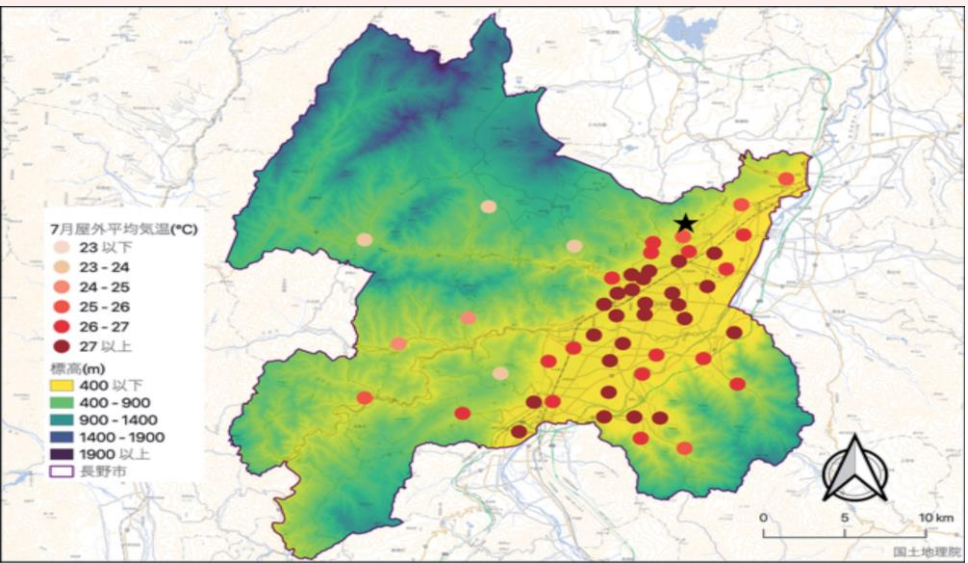 7月屋外平均気温(℃)
23 以下
23 - 24
24 - 25
25 - 26
26 - 27
27 以上
標高(m)
400 以下
400 - 900
900 - 1400
1400 - 1900
1900 以上
長野市
0 5 10 km
国土地理院